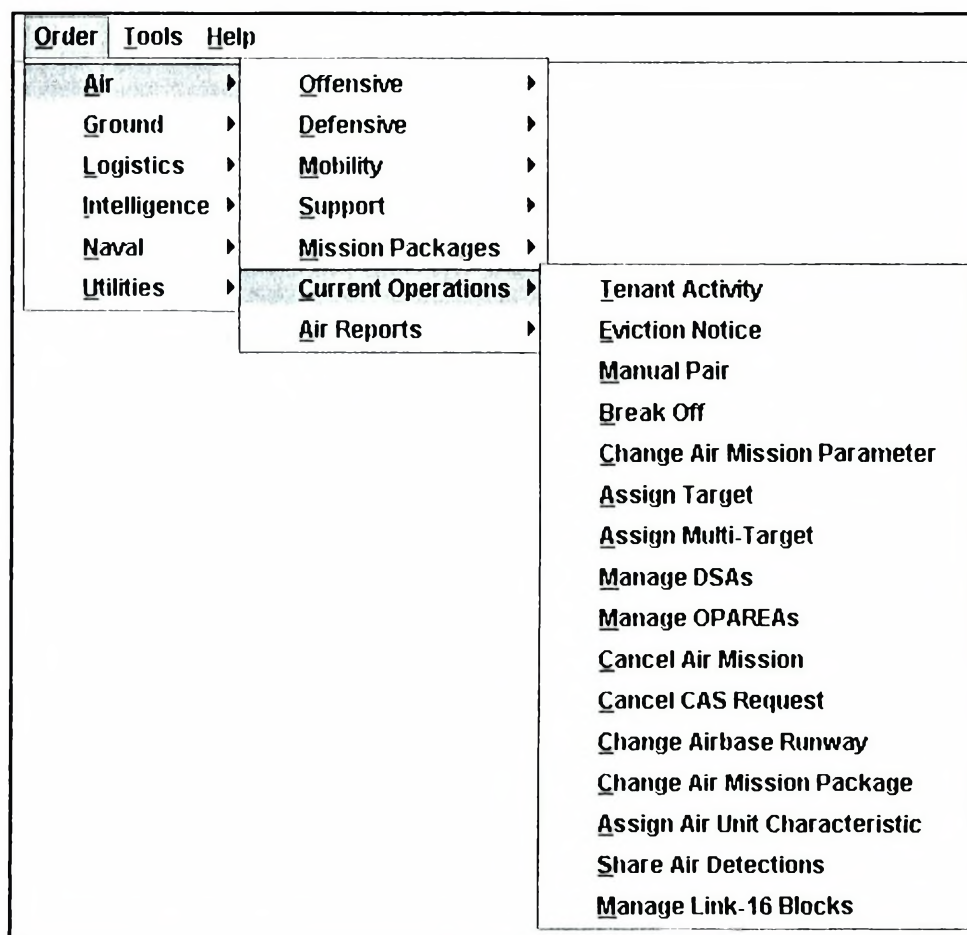 Order Tools Help
Air
Ground
Logistics
Intelligence
Naval
Utilities
Offensive
Defensive
Mobility
Support
Mission Packages
Current Operations
Air Reports
Tenant Activity
Eviction Notice
Manual Pair
Break Off
Change Air Mission Parameter
Assign Target
Assign Multi-Target
Manage DSAs
Manage OPAREAs
Cancel Air Mission
Cancel CAS Request
Change Airbase Runway
Change Air Mission Package
Assign Air Unit Characteristic
Share Air Detections
Manage Link-16 Blocks